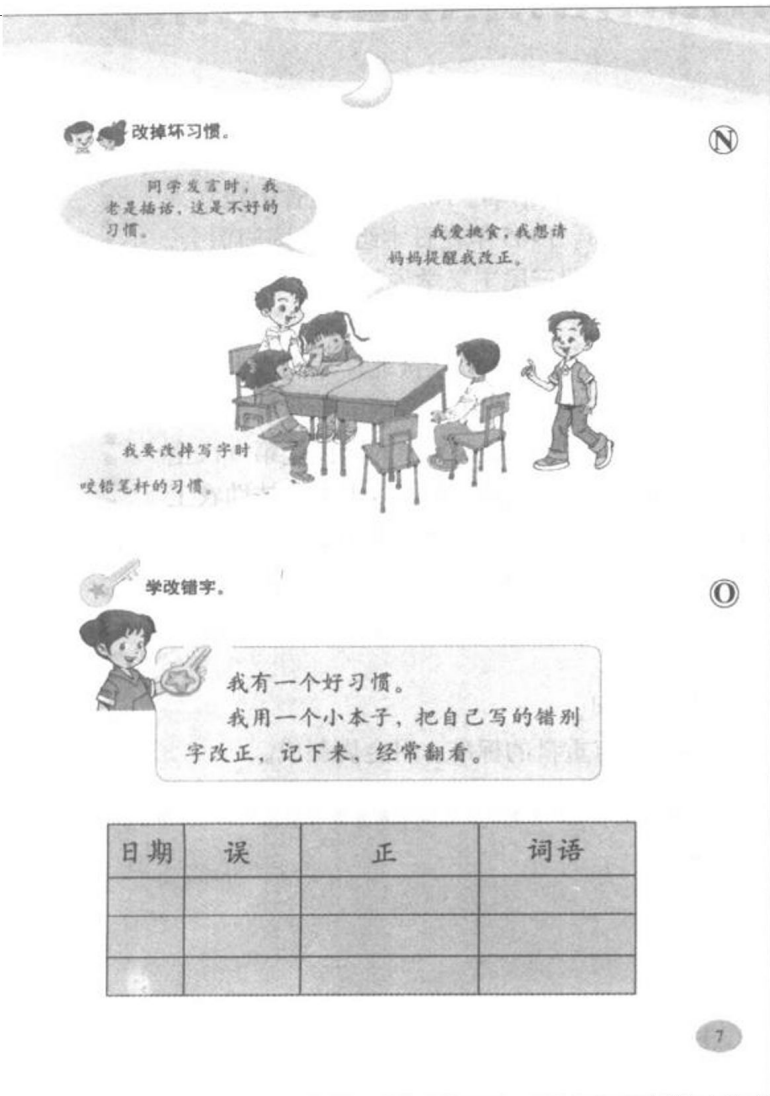 改掉坏习惯。
N
同学发言时，我
老是插话，这是不好的
习惯。
我爱挑食，我想请
妈妈提醒我改正。
我要改掉写字时
咬铅笔杆的习惯。
学改错字。
O
我有一个好习惯。
我用一个小本子，把自己写的错别
字改正，记下来，经常翻看。
日期 误 正 词语
7